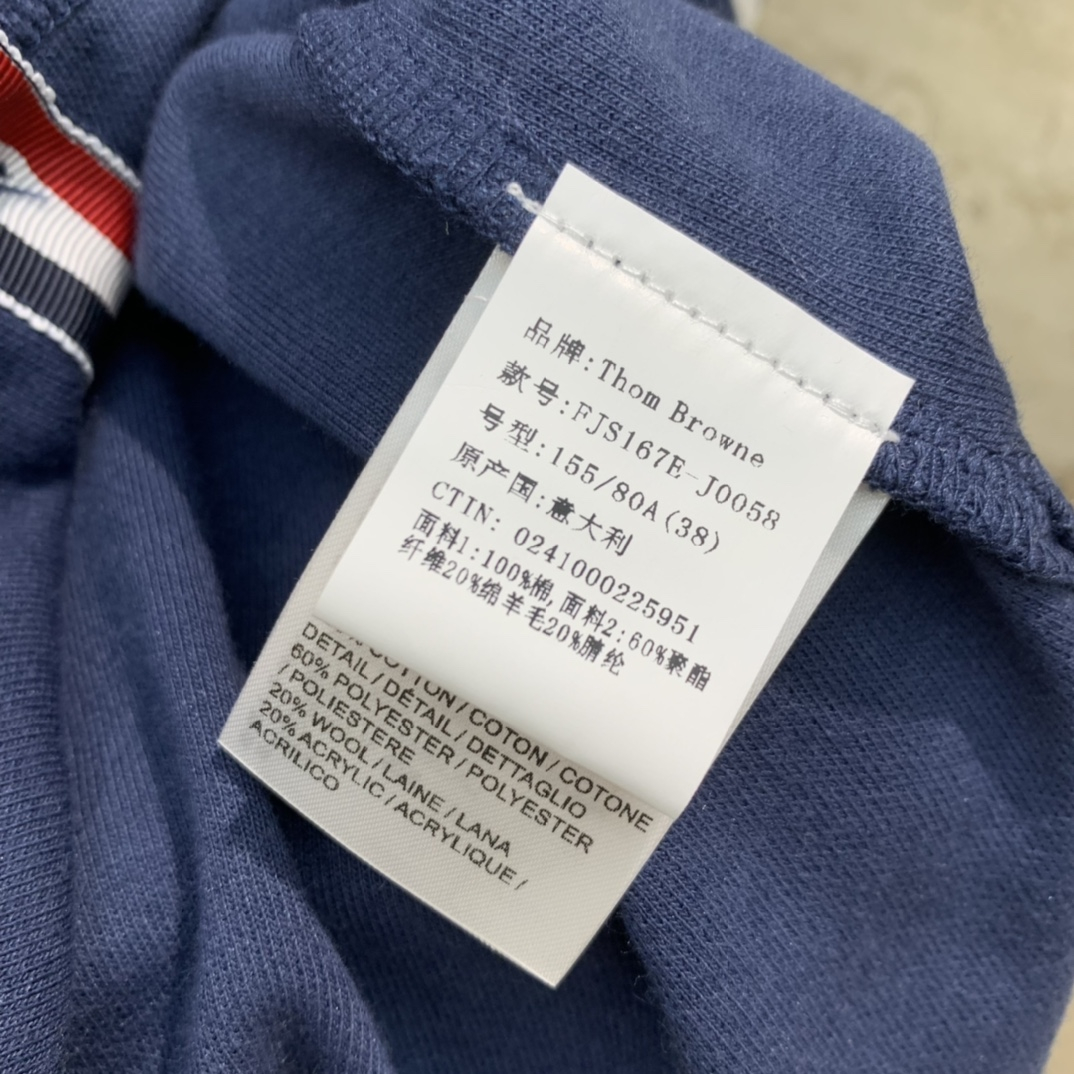 品牌:Thom Browne
款号:FJS167E-J0058
号型:155/80A(38)
原产国:意大利
CTIN: 0241000225951
面料1:100%棉,面料2:60%聚酯
纤维20%绵羊毛20%腈纶
COTTON / COTON / COTONE
DETAIL / DÉTAIL / DETTAGLIO
60% POLYESTER / POLYESTER
/ POLIESTERE
20% WOOL / LAINE / LANA
20% ACRYLIC / ACRYLIQUE /
ACRILICO